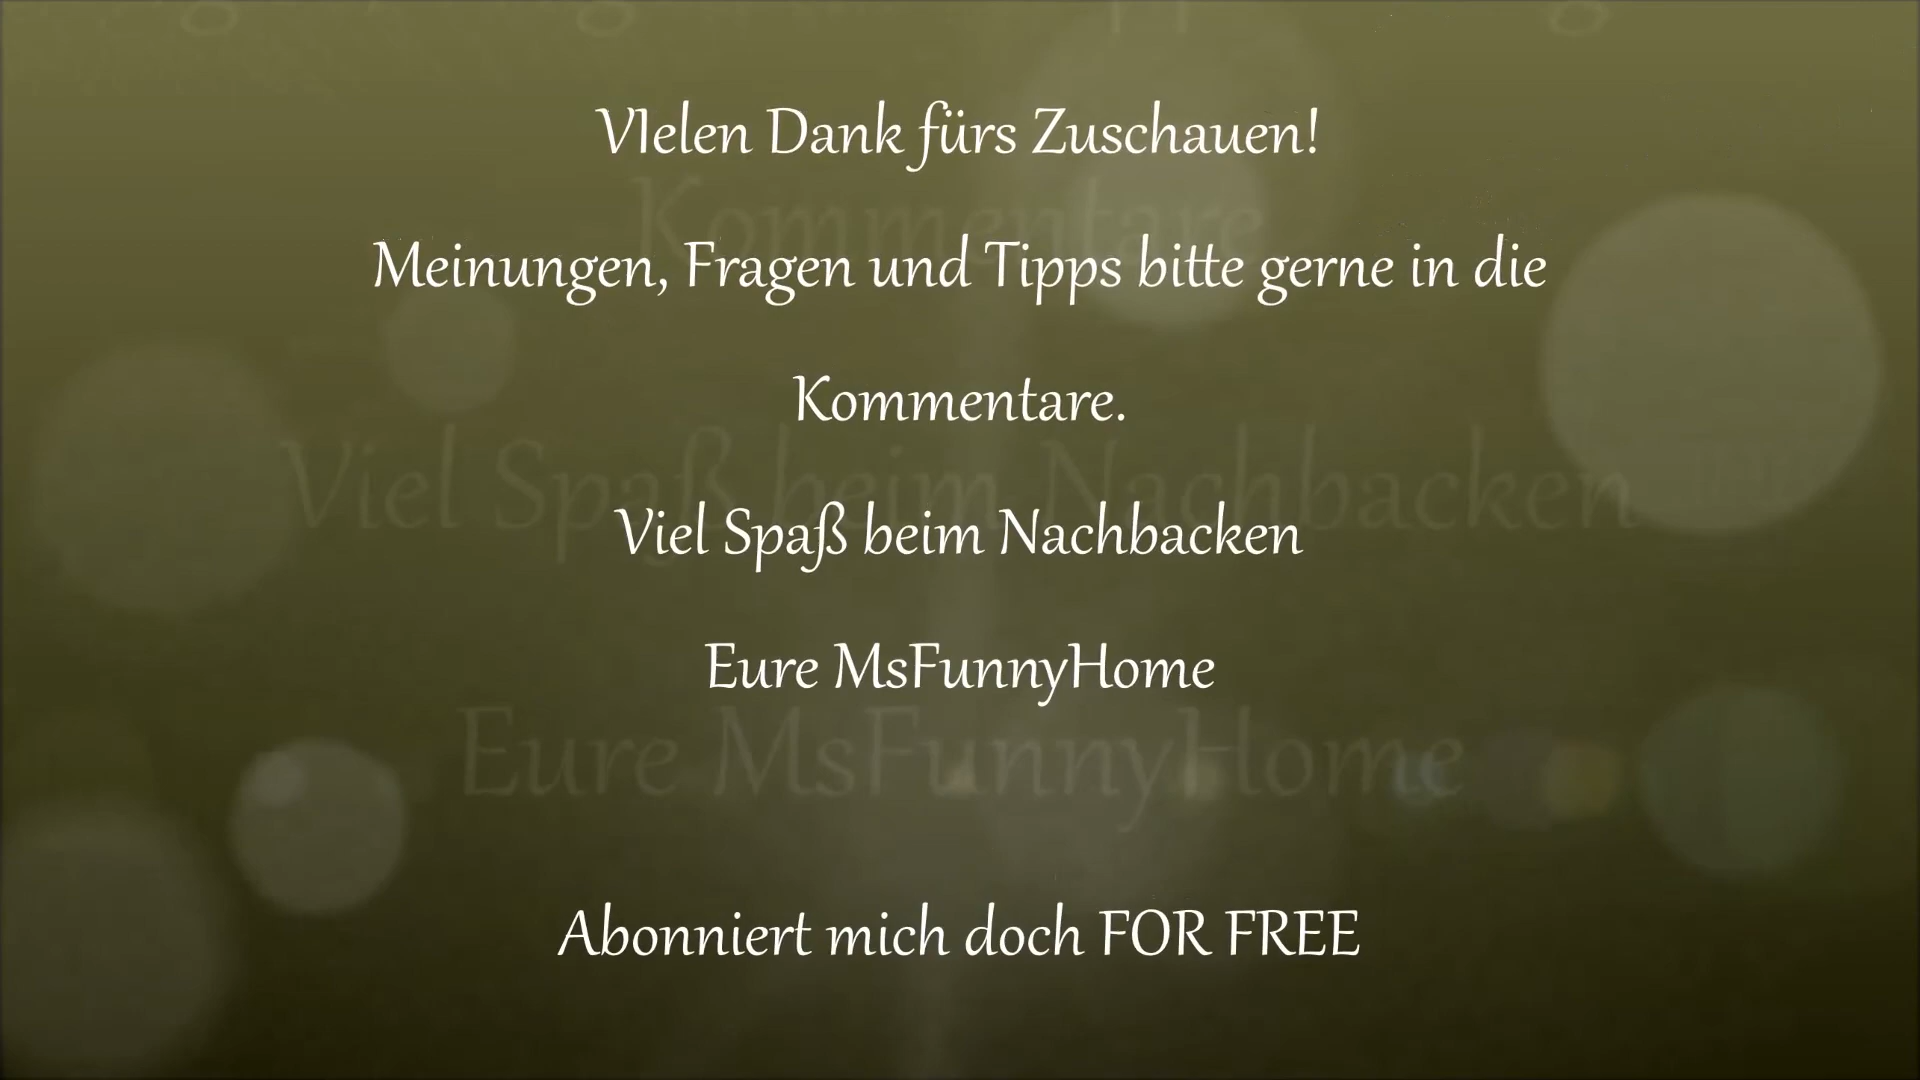 VIelen Dank fürs Zuschauen!
Meinungen, Fragen und Tipps bitte gerne in die
Kommentare.
Viel Spaß beim Nachbacken
Eure MsFunnyHome
Abonniert mich doch FOR FREE